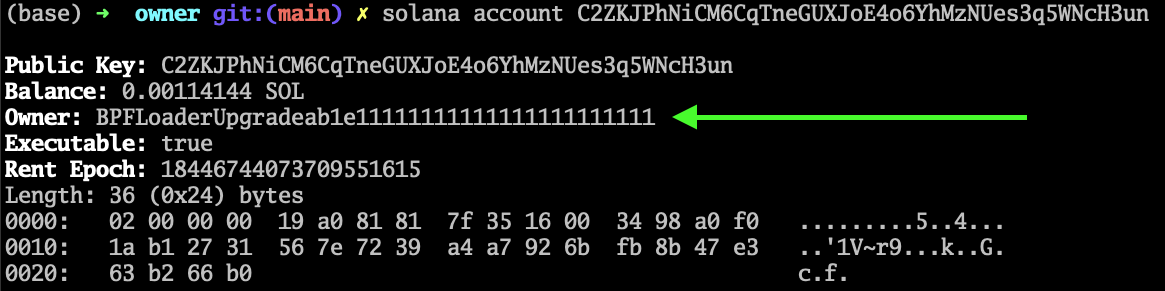 (base) ➜ owner git:(main) ✗ solana account C2ZKJPhNiCM6CqTneGUXJoE4o6YhMzNUes3q5WNcH3un
Public Key: C2ZKJPhNiCM6CqTneGUXJoE4o6YhMzNUes3q5WNcH3un
Balance: 0.00114144 SOL
Owner: BPFLoaderUpgradeab1e11111111111111111111111
Executable: true
Rent Epoch: 18446744073709551615
Length: 36 (0x24) bytes
0000: 02 00 00 00 19 a0 81 81 7f 35 16 00 34 98 a0 f0 .........5..4...
0010: 1a b1 27 31 56 7e 72 39 a4 a7 92 6b fb 8b 47 e3 ..'1V~r9...k..G.
0020: 63 b2 66 b0 c.f.